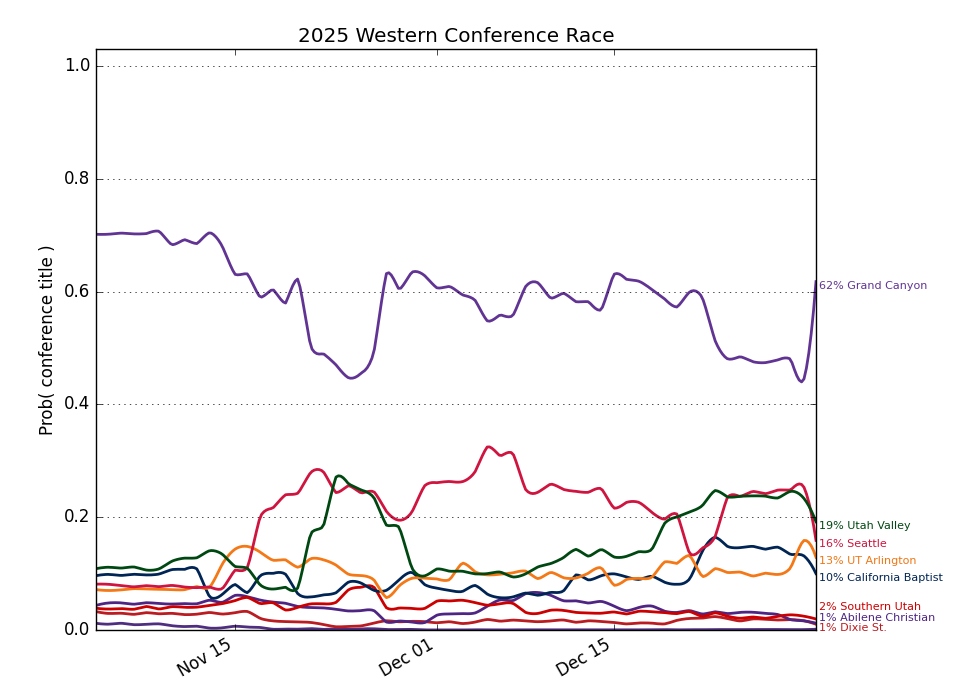 2025 Western Conference Race
Prob( conference title )
1.0
0.8
0.6
0.4
0.2
0.0
Nov 15
Dec 01
Dec 15
62% Grand Canyon
19% Utah Valley
16% Seattle
13% UT Arlington
10% California Baptist
2% Southern Utah
1% Abilene Christian
1% Dixie St.